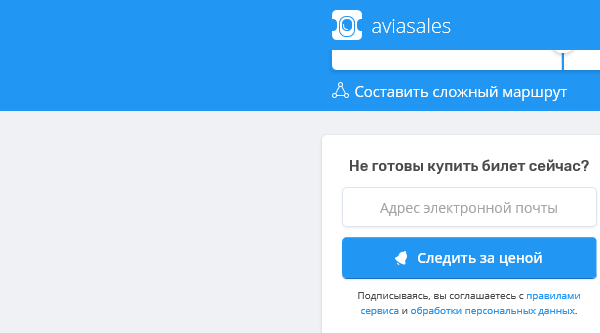 aviasales
Составить сложный маршрут
Не готовы купить билет сейчас?
Адрес электронной почты
Следить за ценой
Подписываясь, вы соглашаетесь с правилами
сервиса и обработки персональных данных.